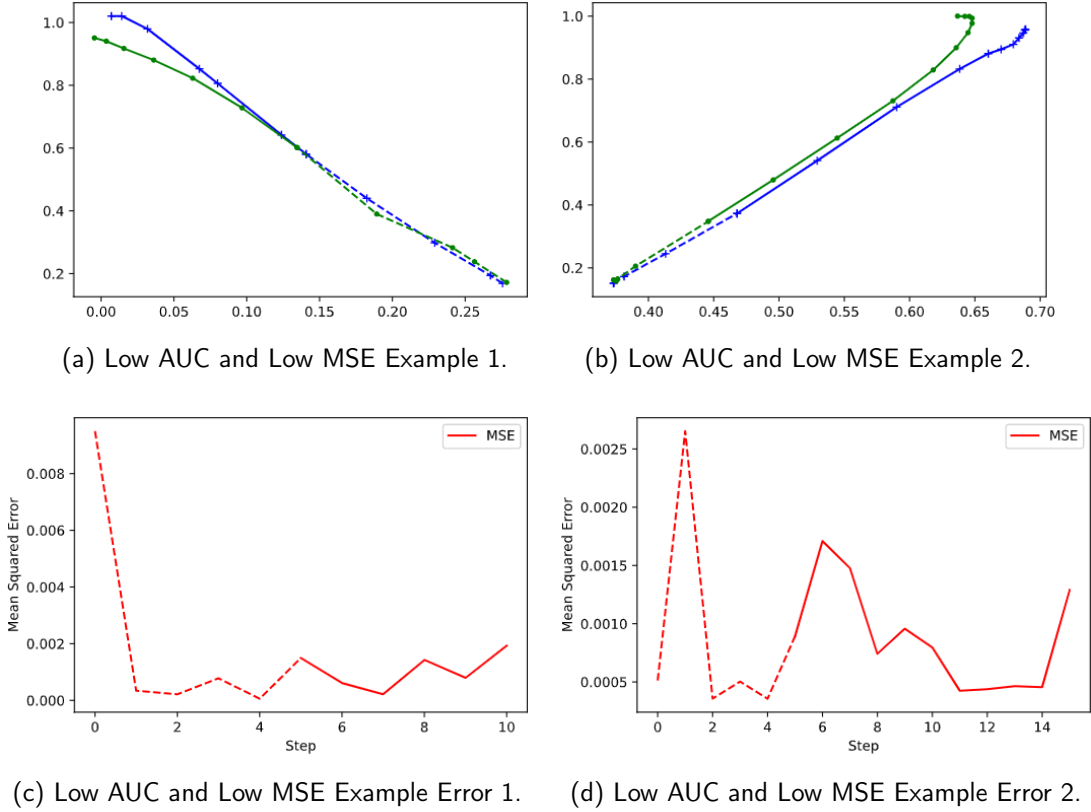 1.0
0.8
0.6
0.4
0.2
0.00 0.05 0.10 0.15 0.20 0.25
(a) Low AUC and Low MSE Example 1.
1.0
0.8
0.6
0.4
0.2
0.40 0.45 0.50 0.55 0.60 0.65 0.70
(b) Low AUC and Low MSE Example 2.
MSE
Mean Squared Error
0.008
0.006
0.004
0.002
0.000
0 2 4 6 8 10
Step
(c) Low AUC and Low MSE Example Error 1.
MSE
Mean Squared Error
0.0025
0.0020
0.0015
0.0010
0.0005
0 2 4 6 8 10 12 14
Step
(d) Low AUC and Low MSE Example Error 2.